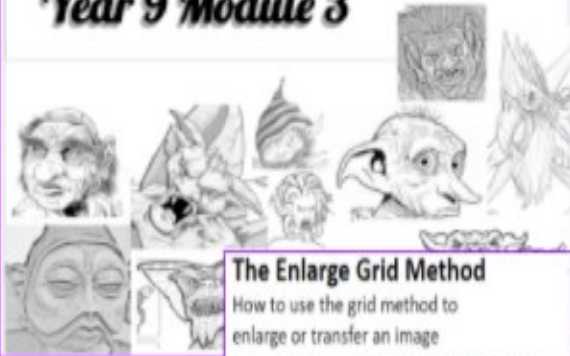 Year 9 Module 3
The Enlarge Grid Method
How to use the grid method to
enlarge or transfer an image